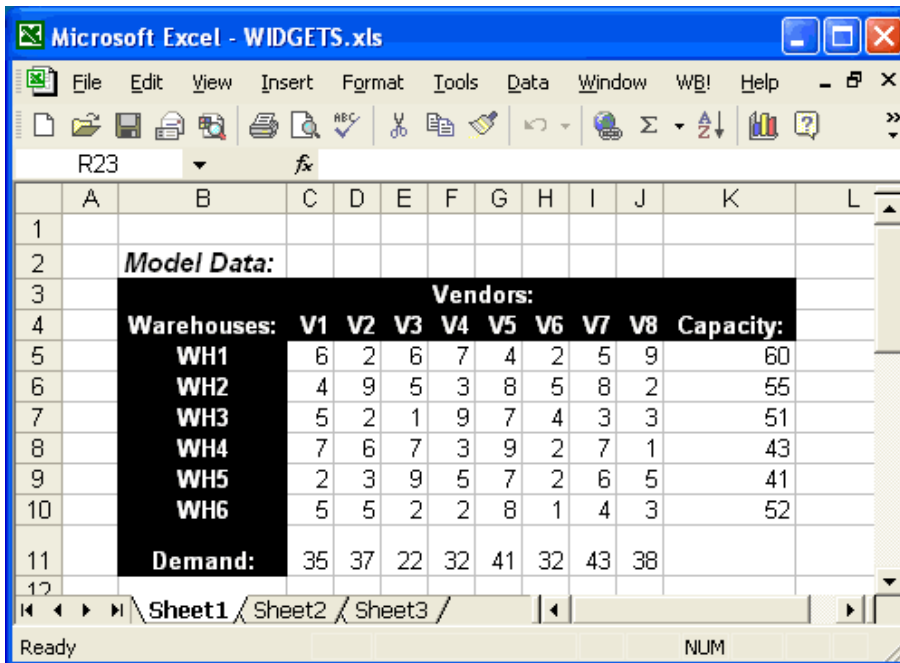 Microsoft Excel - WIDGETS.xls
File Edit View Insert Format Tools Data Window WB! Help
ABC Σ A Z ?
R23 fx
A B C D E F G H I J K L
1
2 Model Data:
3 Vendors:
4 Warehouses: V1 V2 V3 V4 V5 V6 V7 V8 Capacity:
5 WH1 6 2 6 7 4 2 5 9 60
6 WH2 4 9 5 3 8 5 8 2 55
7 WH3 5 2 1 9 7 4 3 3 51
8 WH4 7 6 7 3 9 2 7 1 43
9 WH5 2 3 9 5 7 2 6 5 41
10 WH6 5 5 2 2 8 1 4 3 52
11 Demand: 35 37 22 32 41 32 43 38
12
Sheet1 / Sheet2 / Sheet3 /
Ready NUM